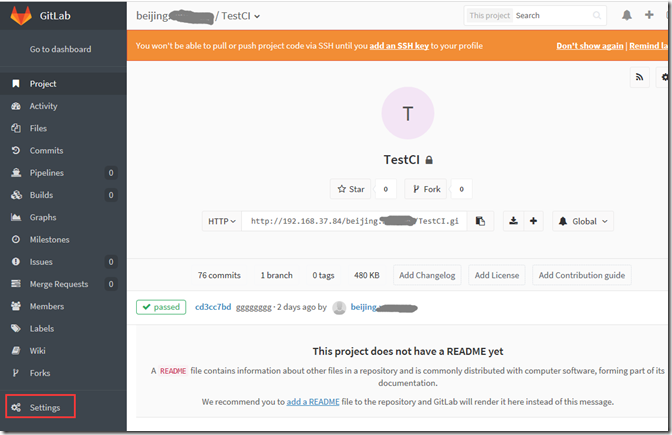 GitLab
beijing. / TestCI
This project Search
Go to dashboard
You won't be able to pull or push project code via SSH until you add an SSH key to your profile
Don't show again | Remind la
Project
Activity
Files
Commits
Pipelines 0
Builds 0
Graphs
Milestones
Issues 0
Merge Requests 0
Members
Labels
Wiki
Forks
Settings
T
TestCI
Star 0 Fork 0
HTTP http://192.168.37.84/beijing. /TestCI.gi Global
76 commits 1 branch 0 tags 480 KB Add Changelog Add License Add Contribution guide
passed cd3cc7bd gggggggg · 2 days ago by beijing.
This project does not have a README yet
A README file contains information about other files in a repository and is commonly distributed with computer software, forming part of its
documentation.
We recommend you to add a README file to the repository and GitLab will render it here instead of this message.